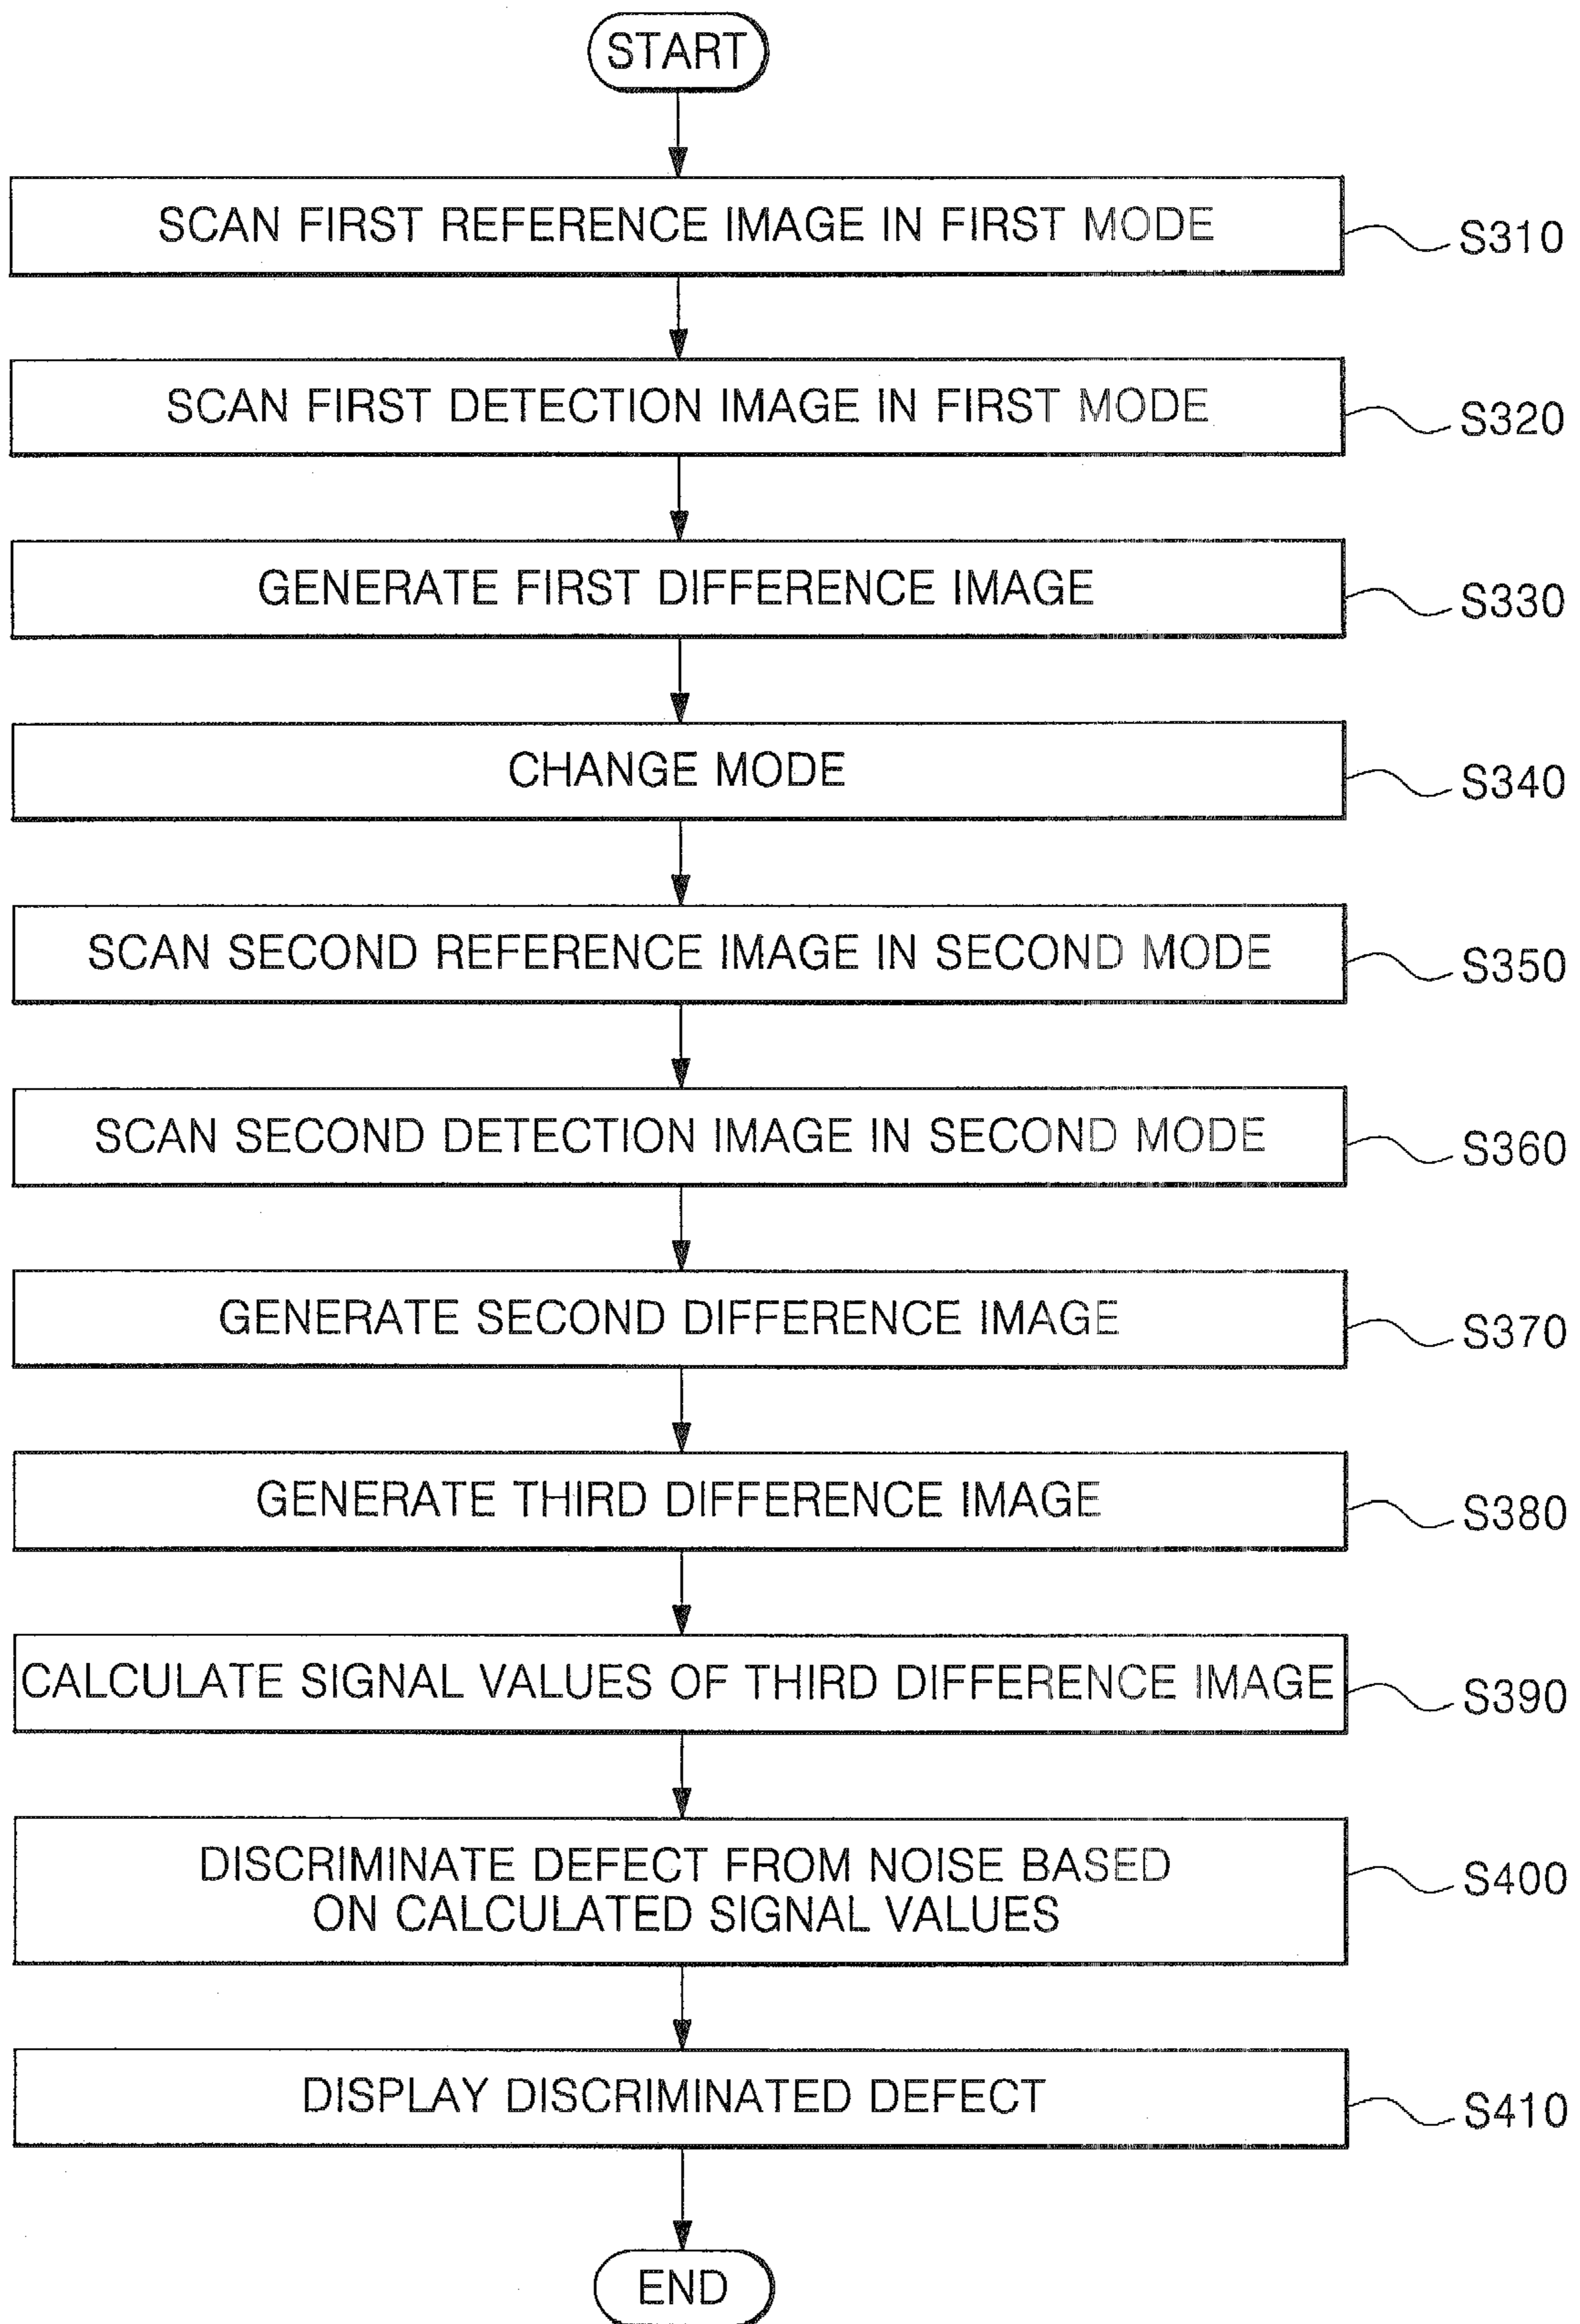 START
SCAN FIRST REFERENCE IMAGE IN FIRST MODE
S310
SCAN FIRST DETECTION IMAGE IN FIRST MODE
S320
GENERATE FIRST DIFFERENCE IMAGE
S330
CHANGE MODE
S340
SCAN SECOND REFERENCE IMAGE IN SECOND MODE
S350
SCAN SECOND DETECTION IMAGE IN SECOND MODE
S360
GENERATE SECOND DIFFERENCE IMAGE
S370
GENERATE THIRD DIFFERENCE IMAGE
S380
CALCULATE SIGNAL VALUES OF THIRD DIFFERENCE IMAGE
S390
DISCRIMINATE DEFECT FROM NOISE BASED
ON CALCULATED SIGNAL VALUES
S400
DISPLAY DISCRIMINATED DEFECT
S410
END